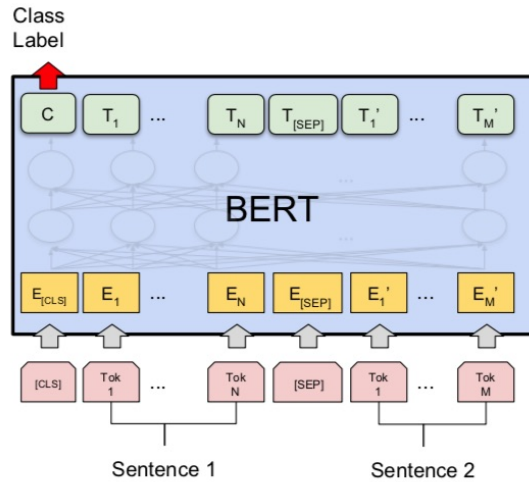 Class
Label
C T1 ... TN T[SEP] T1' ... TM'
...
BERT
...
E[CLS] E1 ... EN E[SEP] E1' ... EM'
[CLS] Tok 1 ... Tok N [SEP] Tok 1 ... Tok M
Sentence 1 Sentence 2